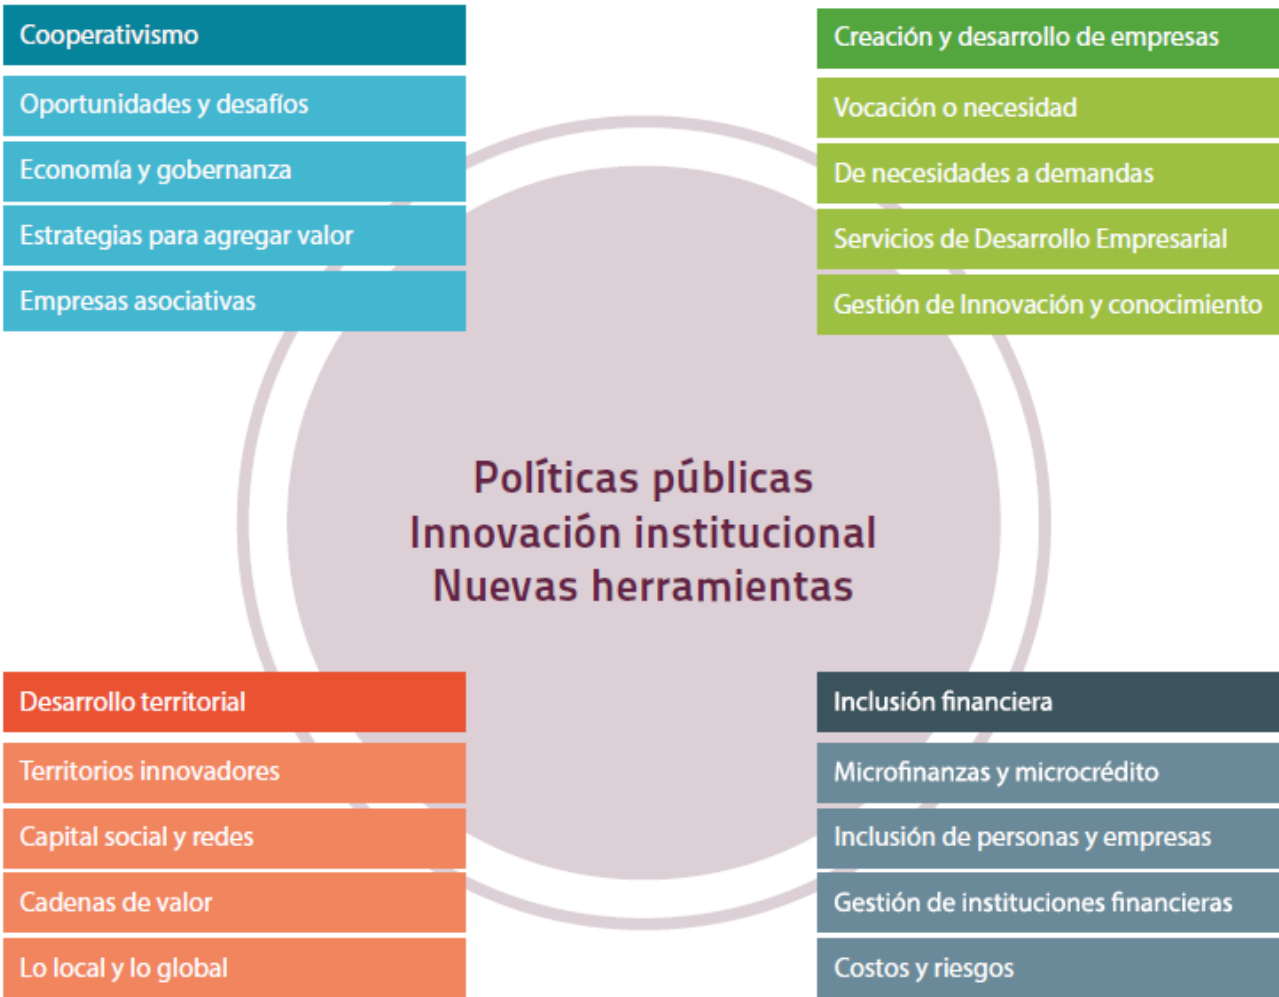 Cooperativismo
Oportunidades y desafíos
Economía y gobernanza
Estrategias para agregar valor
Empresas asociativas
Creación y desarrollo de empresas
Vocación o necesidad
De necesidades a demandas
Servicios de Desarrollo Empresarial
Gestión de Innovación y conocimiento
Políticas públicas
Innovación institucional
Nuevas herramientas
Desarrollo territorial
Territorios innovadores
Capital social y redes
Cadenas de valor
Lo local y lo global
Inclusión financiera
Microfinanzas y microcrédito
Inclusión de personas y empresas
Gestión de instituciones financieras
Costos y riesgos